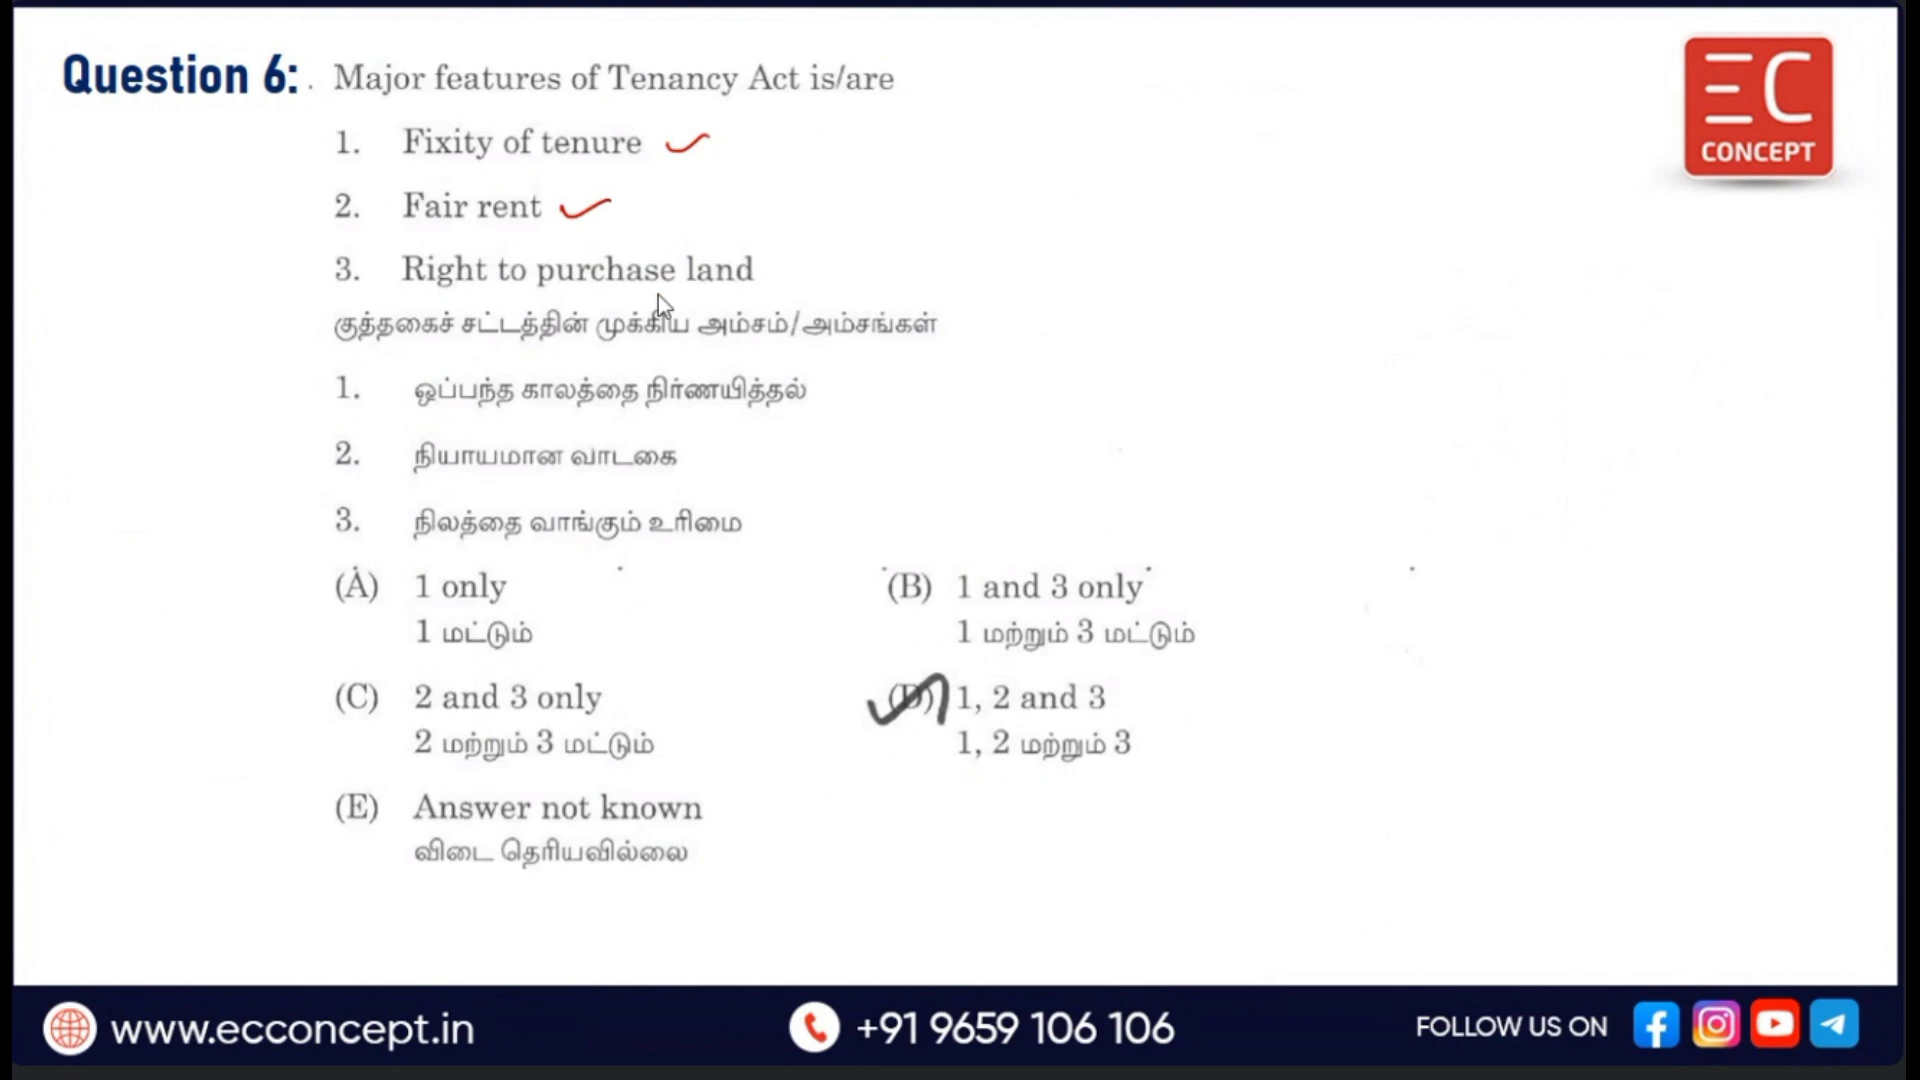 Question 6: Major features of Tenancy Act is/are
EC
CONCEPT
1. Fixity of tenure
2. Fair rent
3. Right to purchase land
குத்தகைச் சட்டத்தின் முக்கிய அம்சம்/அம்சங்கள்
1. ஒப்பந்த காலத்தை நிர்ணயித்தல்
2. நியாயமான வாடகை
3. நிலத்தை வாங்கும் உரிமை
(A) 1 only
1 மட்டும்
(B) 1 and 3 only
1 மற்றும் 3 மட்டும்
(C) 2 and 3 only
2 மற்றும் 3 மட்டும்
(D) 1, 2 and 3
1, 2 மற்றும் 3
(E) Answer not known
விடை தெரியவில்லை
www.ecconcept.in
+91 9659 106 106
FOLLOW US ON